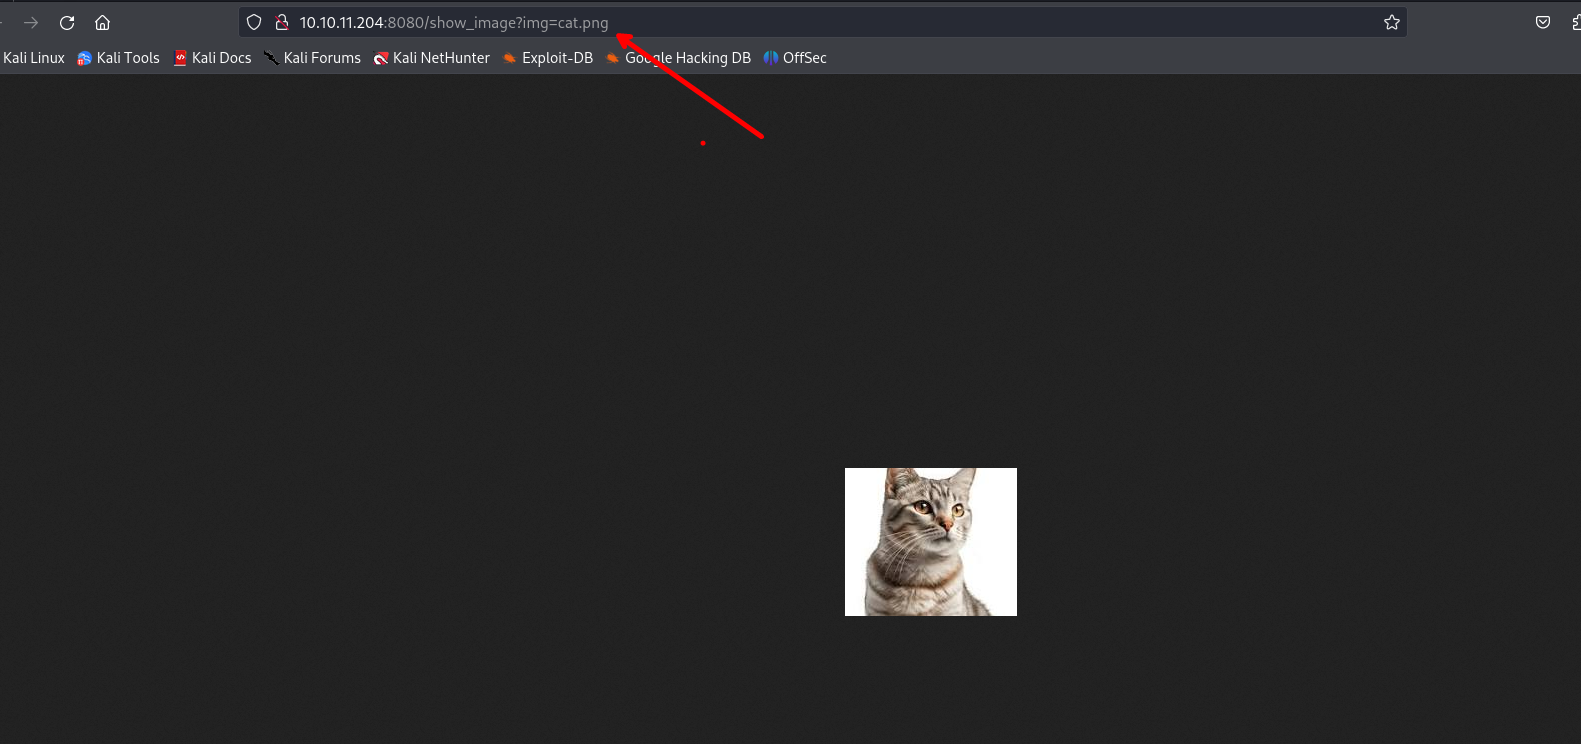 10.10.11.204:8080/show_image?img=cat.png
Kali Linux Kali Tools Kali Docs Kali Forums Kali NetHunter Exploit-DB Google Hacking DB OffSec